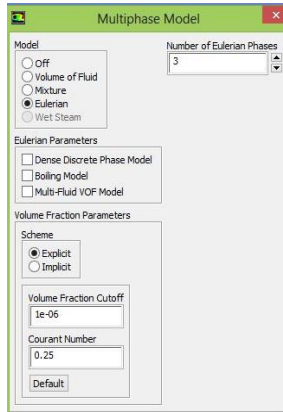 Multiphase Model
Model
Off
Volume of Fluid
Mixture
Eulerian
Wet Steam
Number of Eulerian Phases
3
Eulerian Parameters
Dense Discrete Phase Model
Boiling Model
Multi-Fluid VOF Model
Volume Fraction Parameters
Scheme
Explicit
Implicit
Volume Fraction Cutoff
1e-06
Courant Number
0.25
Default